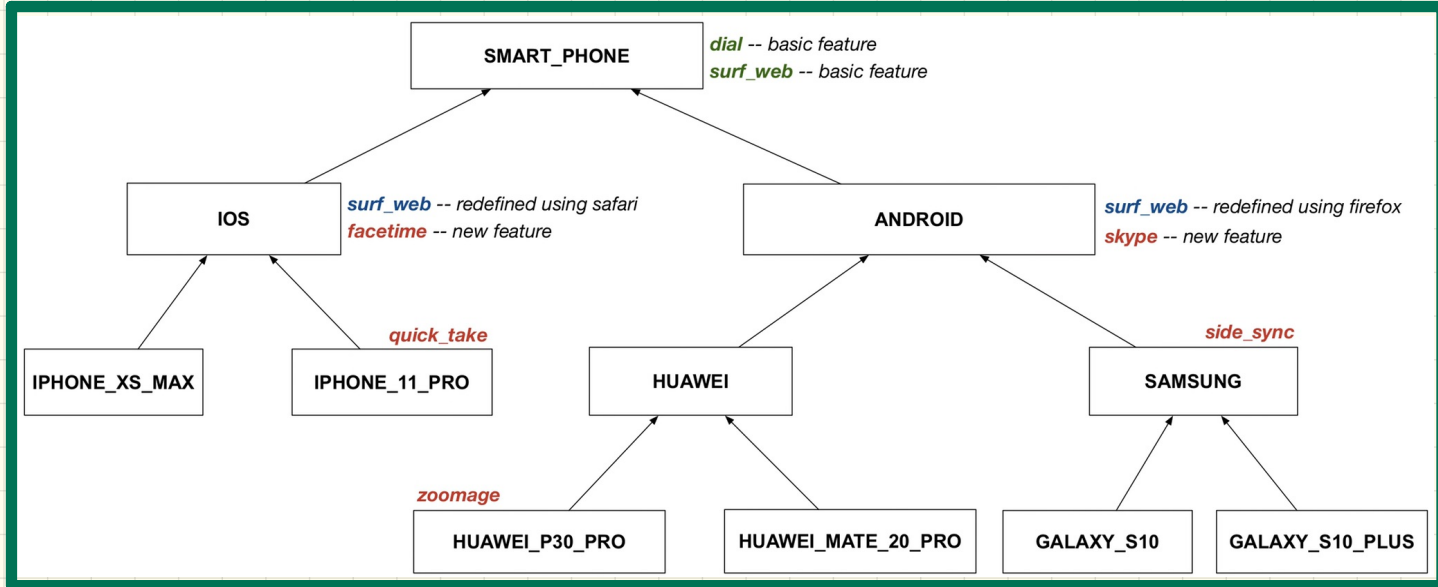 SMART_PHONE
dial -- basic feature
surf_web -- basic feature
IOS
surf_web -- redefined using safari
facetime -- new feature
ANDROID
surf_web -- redefined using firefox
skype -- new feature
IPHONE_XS_MAX
quick_take
IPHONE_11_PRO
HUAWEI
side_sync
SAMSUNG
zoomage
HUAWEI_P30_PRO
HUAWEI_MATE_20_PRO
GALAXY_S10
GALAXY_S10_PLUS